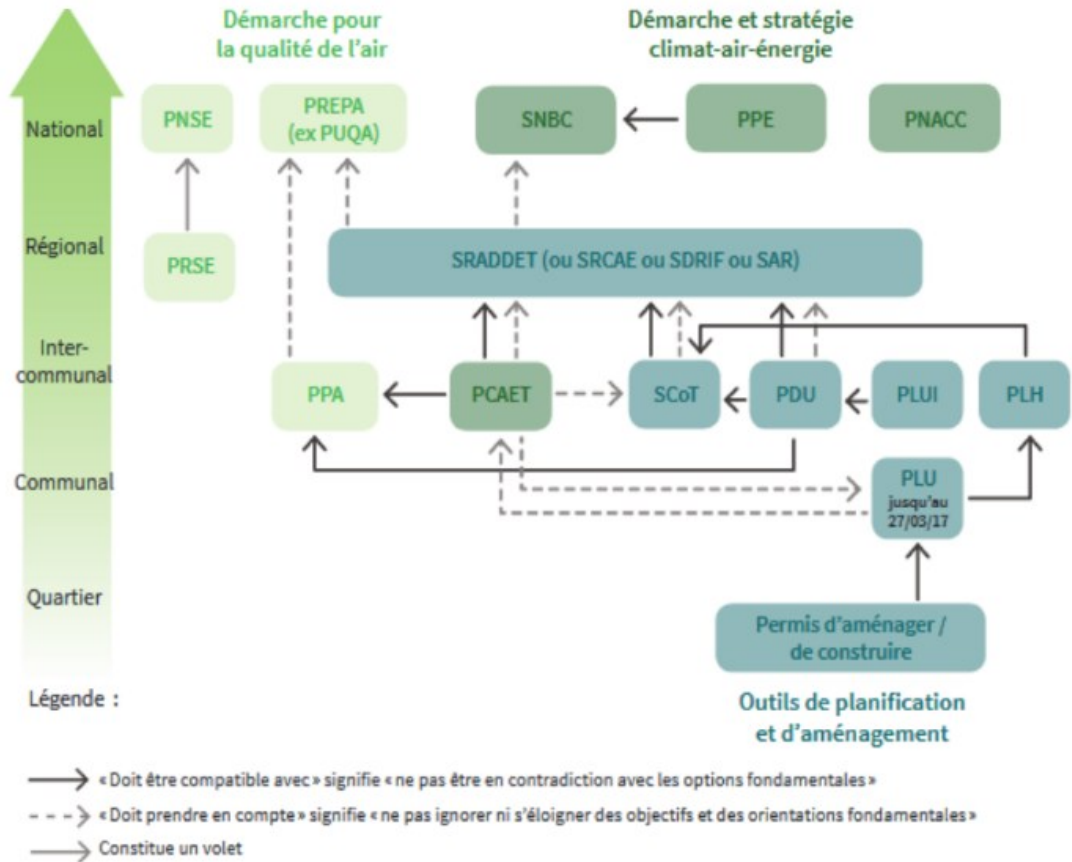 Démarche pour
la qualité de l'air
Démarche et stratégie
climat-air-énergie
National
PNSE
PREPA
(ex PUQA)
SNBC
PPE
PNACC
Régional
PRSE
SRADDET (ou SRCAE ou SDRIF ou SAR)
Inter-
communal
PPA
PCAET
SCoT
PDU
PLUI
PLH
Communal
PLU
jusqu'au
27/03/17
Quartier
Permis d'aménager /
de construire
Légende :
Outils de planification
et d'aménagement
« Doit être compatible avec » signifie « ne pas être en contradiction avec les options fondamentales »
« Doit prendre en compte » signifie « ne pas ignorer ni s'éloigner des objectifs et des orientations fondamentales »
Constitue un volet